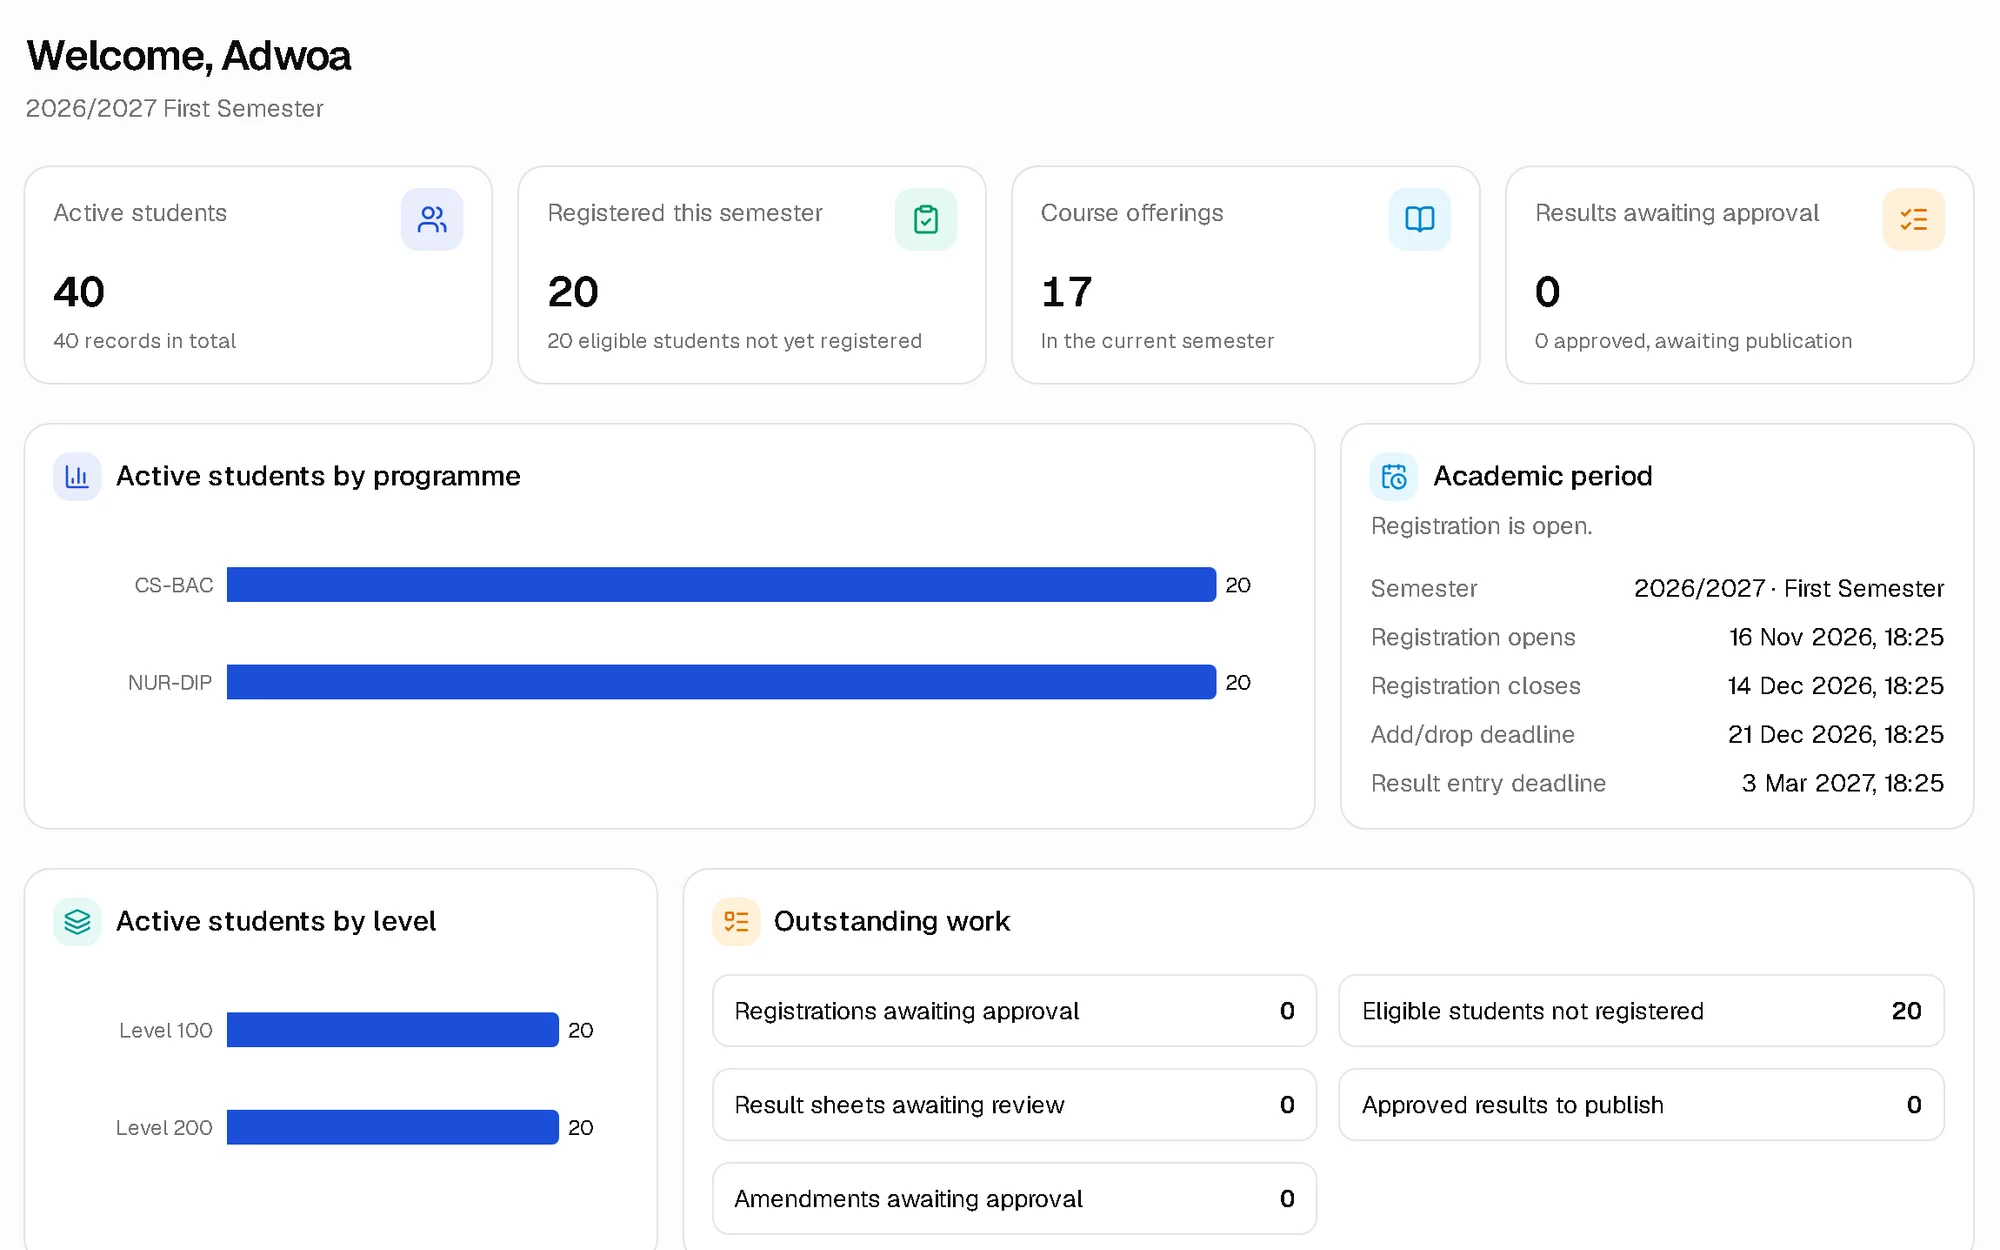 Welcome, Adwoa
2026/2027 First Semester
Active students
40
40 records in total
Registered this semester
20
20 eligible students not yet registered
Course offerings
17
In the current semester
Results awaiting approval
0
0 approved, awaiting publication
Active students by programme
CS-BAC 20
NUR-DIP 20
Academic period
Registration is open.
Semester 2026/2027 · First Semester
Registration opens 16 Nov 2026, 18:25
Registration closes 14 Dec 2026, 18:25
Add/drop deadline 21 Dec 2026, 18:25
Result entry deadline 3 Mar 2027, 18:25
Active students by level
Level 100 20
Level 200 20
Outstanding work
Registrations awaiting approval 0
Eligible students not registered 20
Result sheets awaiting review 0
Approved results to publish 0
Amendments awaiting approval 0